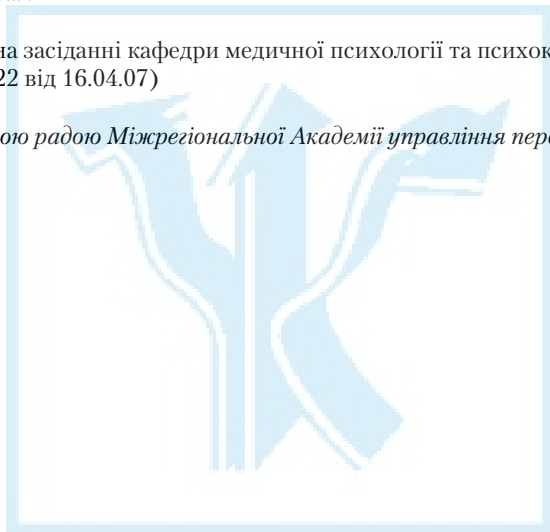 на засіданні кафедри медичної психології та психок
22 від 16.04.07)
ою радою Міжрегіональної Академії управління пер